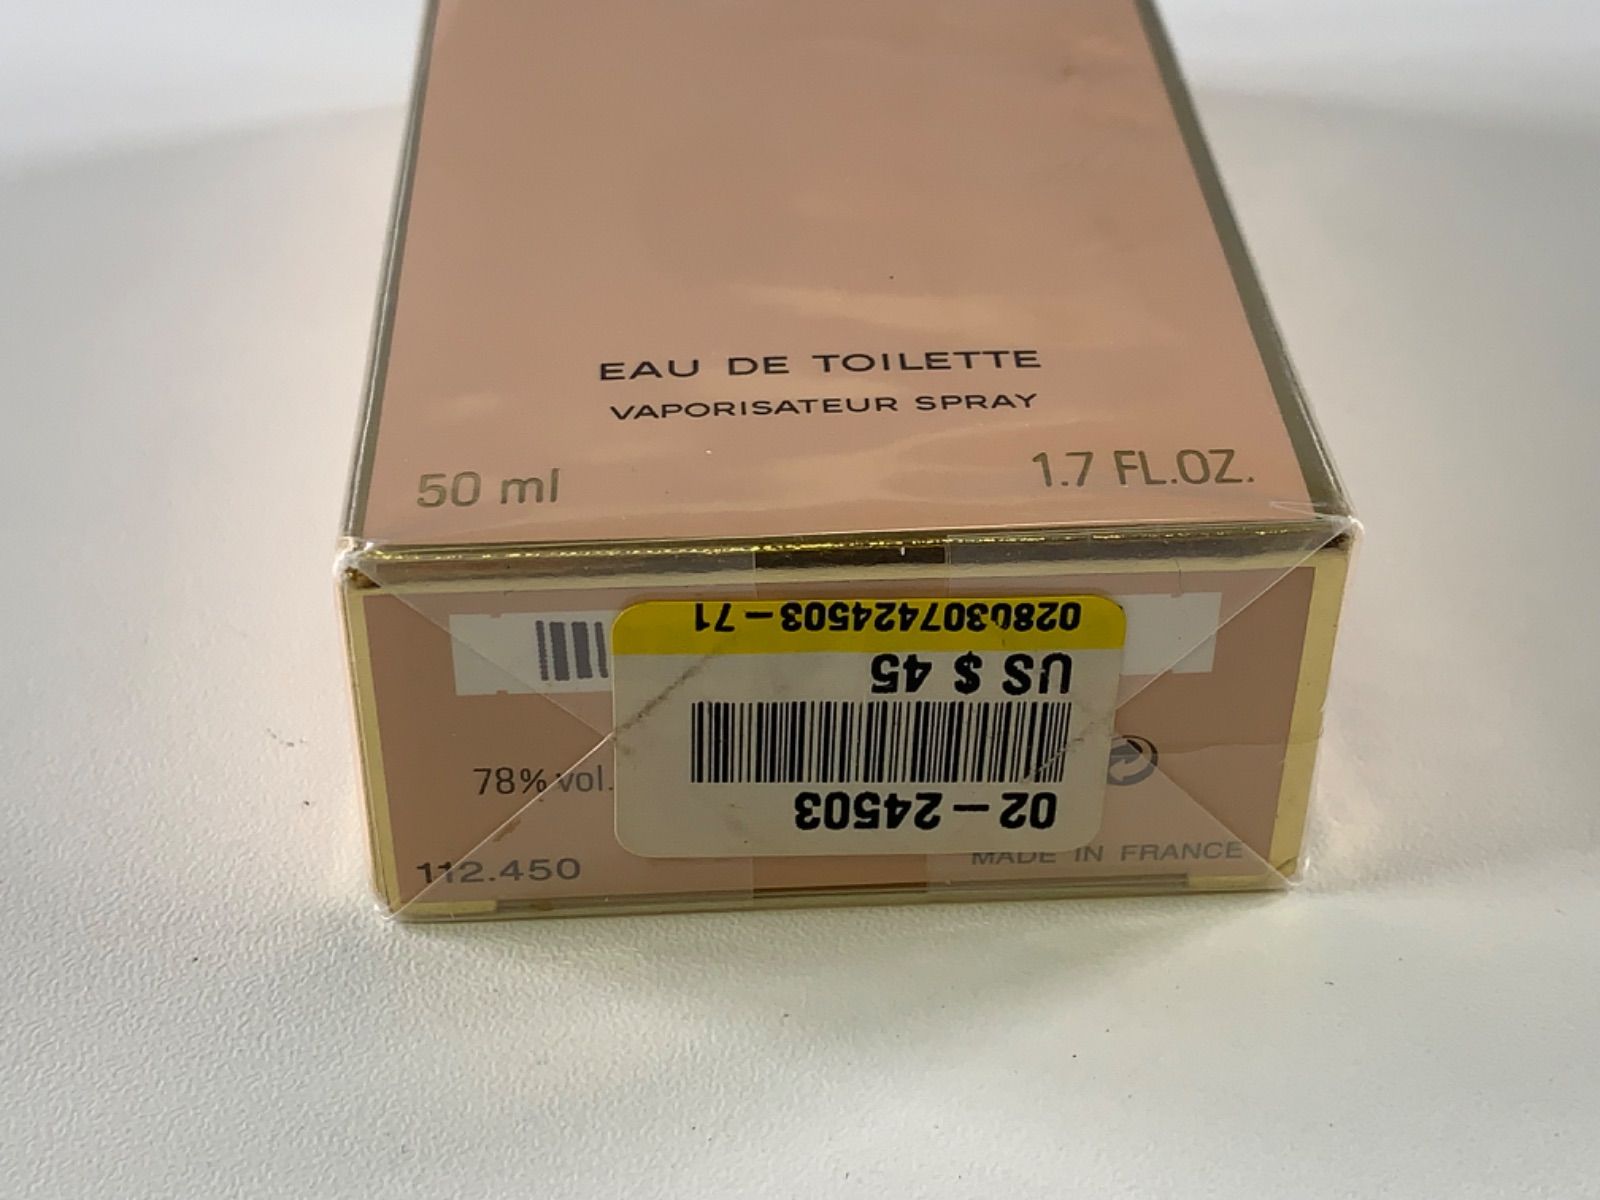 EAU DE TOILETTE
VAPORISATEUR SPRAY
50 ml
1.7 FL.OZ.
0280307424503-71
US $ 45
02-24503
78% vol.
112.450
MADE IN FRANCE